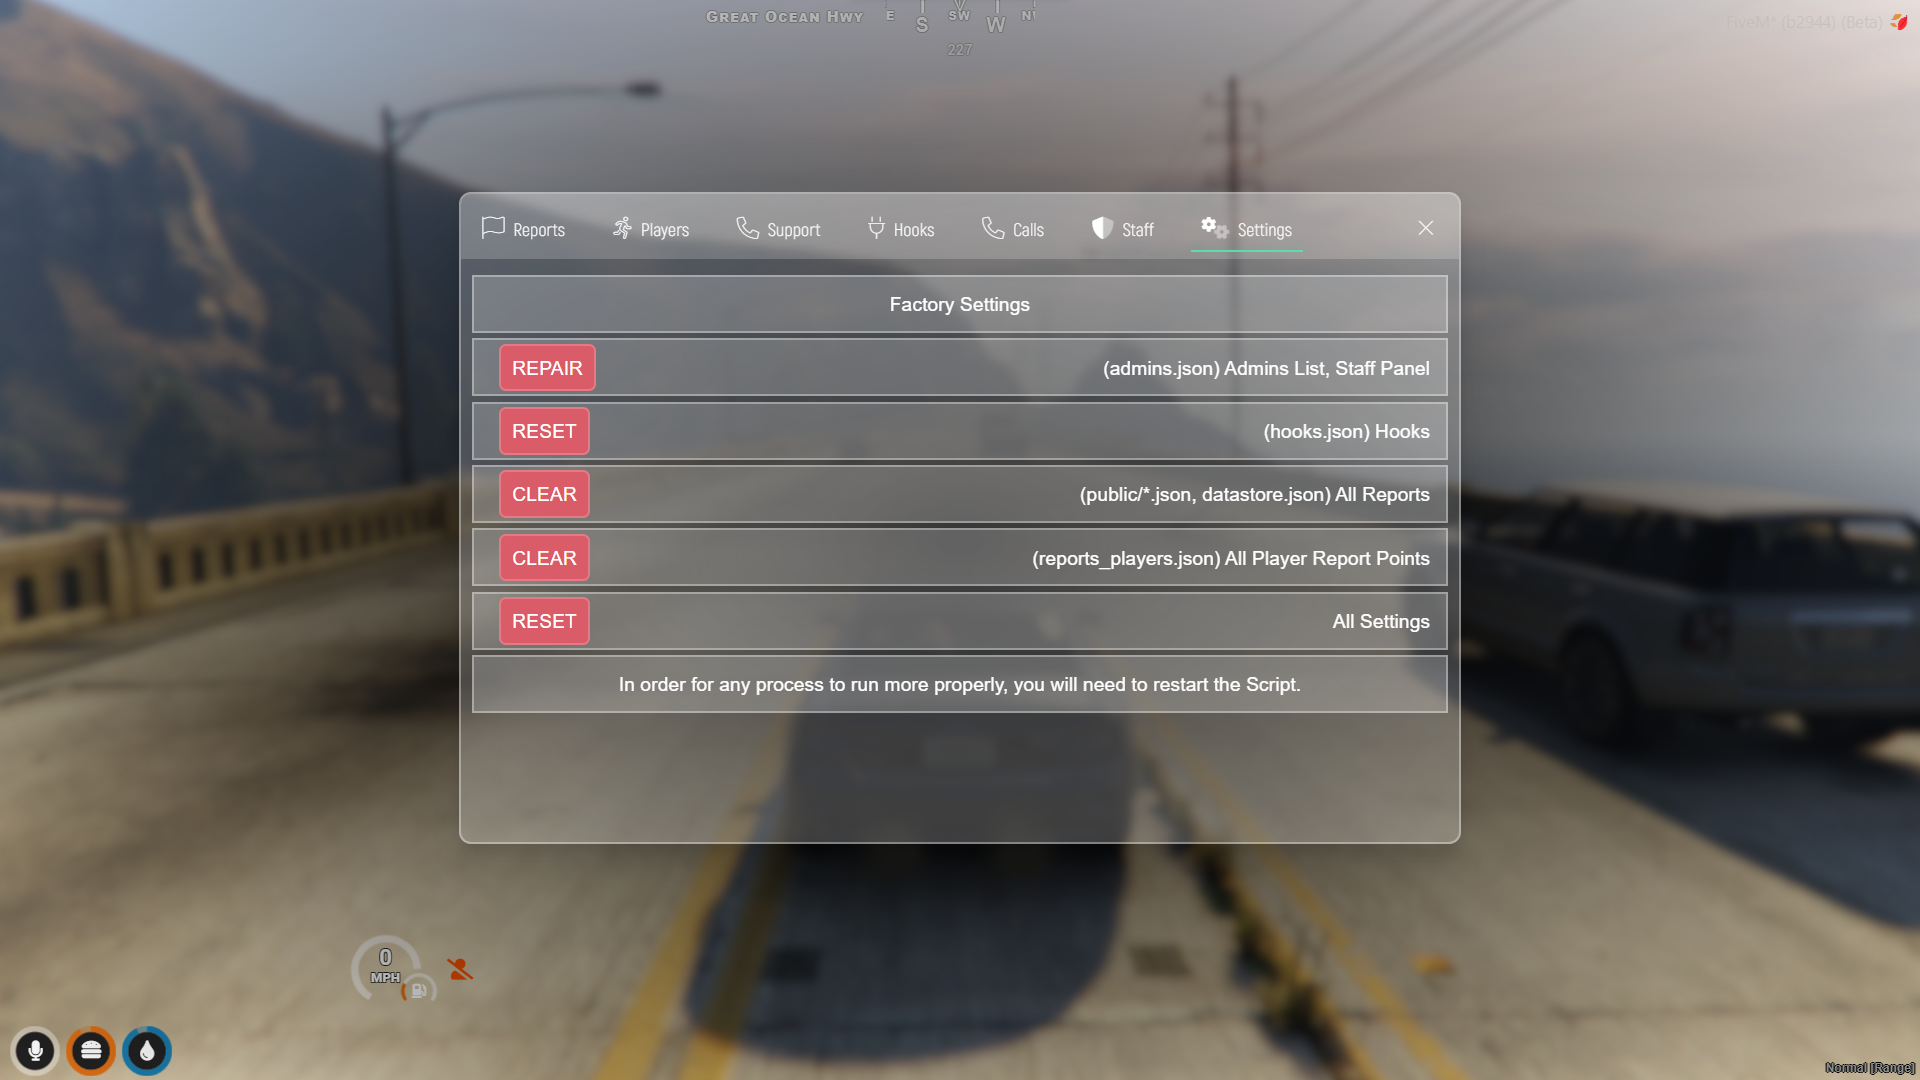 GREAT OCEAN HWY
E S SW W
227
FiveM* (b2944) (Beta)
Reports Players Support Hooks Calls Staff Settings
Factory Settings
REPAIR (admins.json) Admins List, Staff Panel
RESET (hooks.json) Hooks
CLEAR (public/*.json, datastore.json) All Reports
CLEAR (reports_players.json) All Player Report Points
RESET All Settings
In order for any process to run more properly, you will need to restart the Script.
0
MPH
Normal [Range]